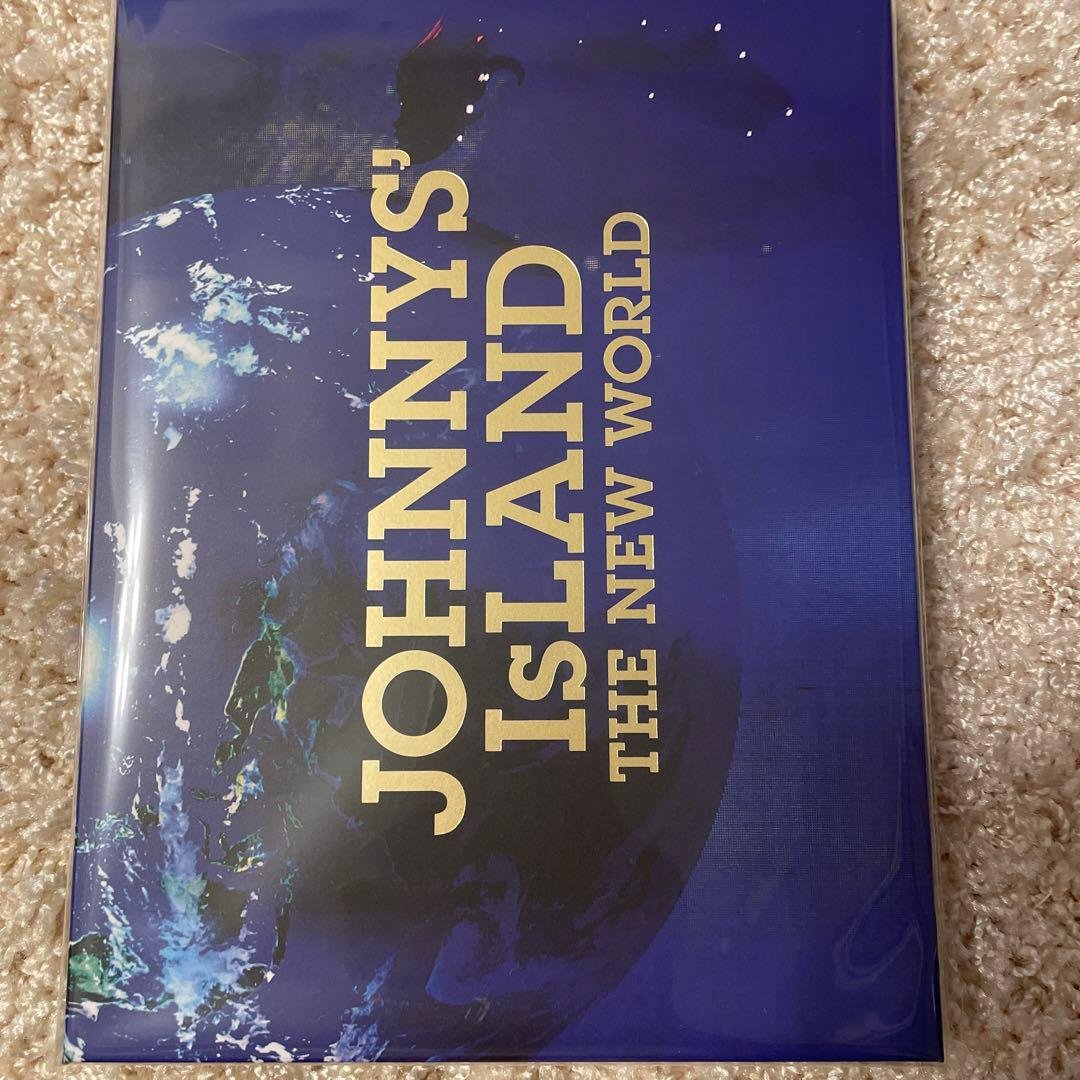 JOHNNYS'
IsLAND
THE NEW WORLD